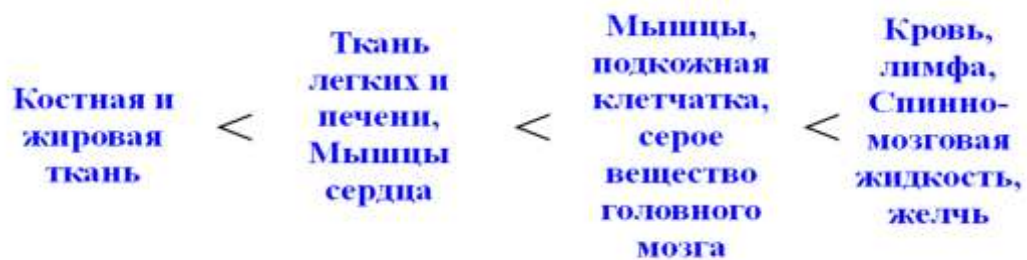 Костная и
жировая
ткань
<
Ткань
легких и
печени,
Мышцы
сердца
<
Мышцы,
подкожная
клетчатка,
серое
вещество
головного
мозга
<
Кровь,
лимфа,
Спинно-
мозговая
жидкость,
желчь